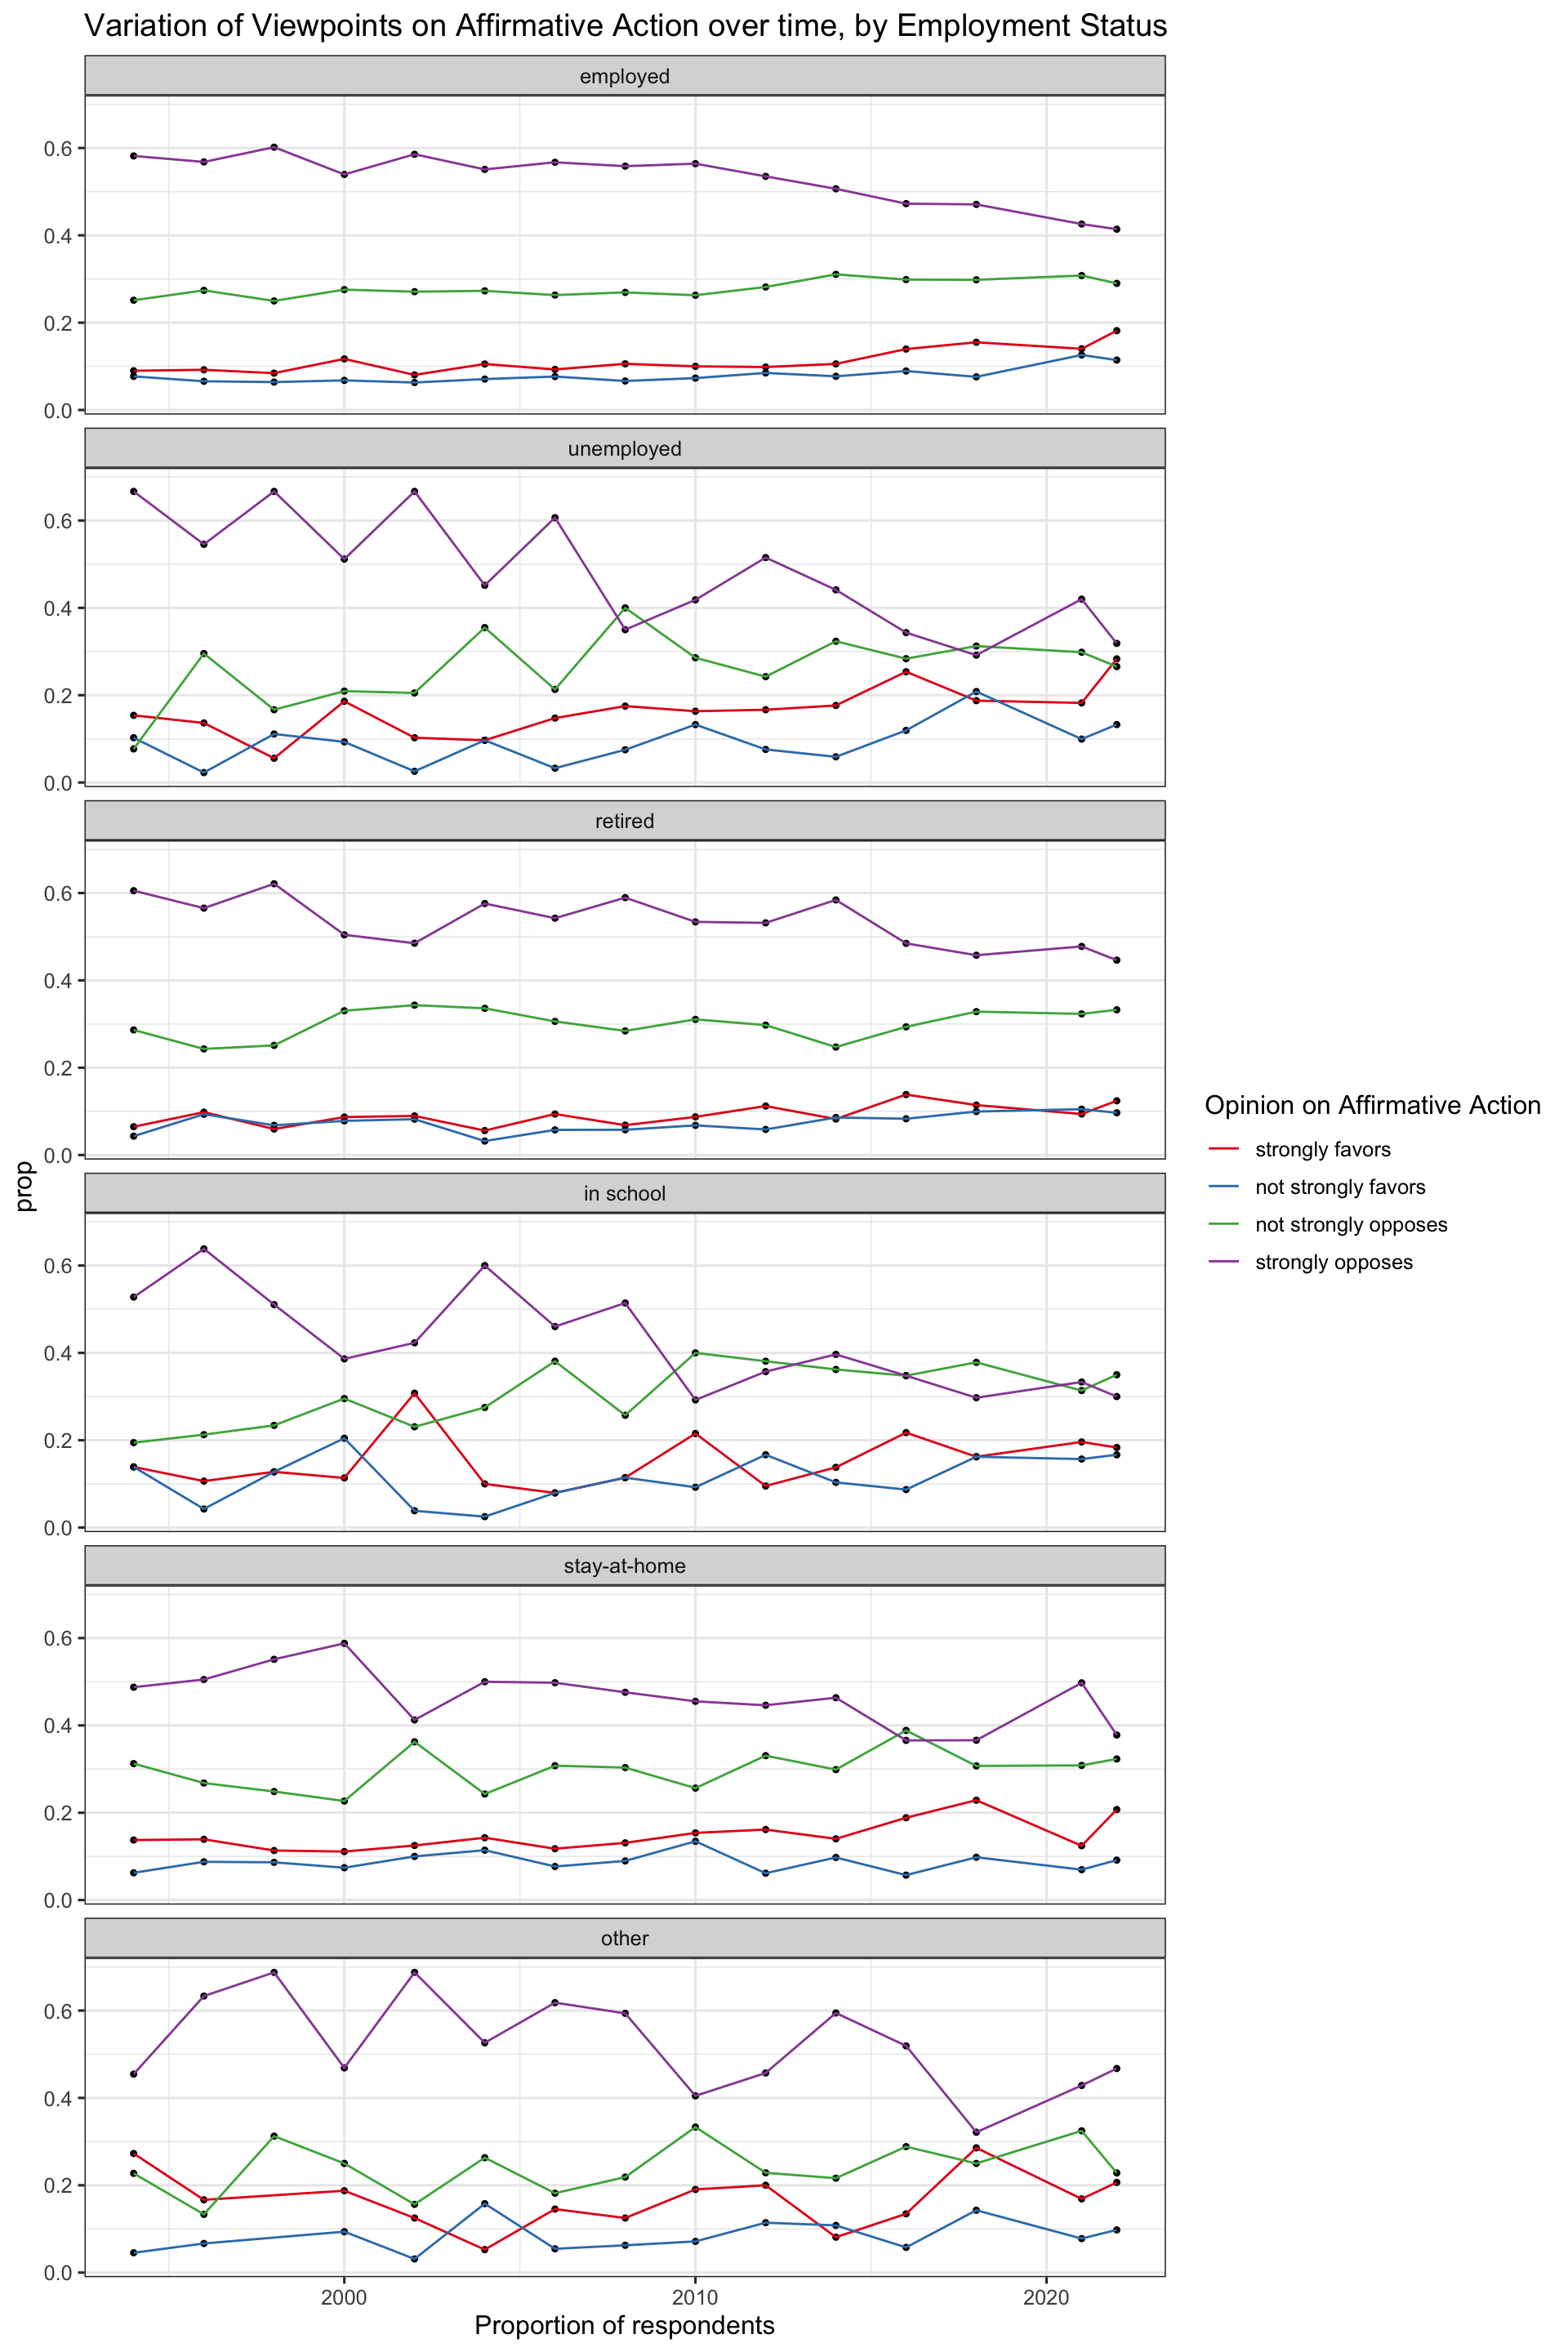 Variation of Viewpoints on Affirmative Action over time, by Employment Status
employed
0.6
0.4
0.2
0.0
unemployed
0.6
0.4
0.2
0.0
retired
0.6
0.4
0.2
0.0
in school
0.6
0.4
0.2
0.0
stay-at-home
0.6
0.4
0.2
0.0
other
0.6
0.4
0.2
0.0
2000
2010
2020
Proportion of respondents
prop
Opinion on Affirmative Action
strongly favors
not strongly favors
not strongly opposes
strongly opposes